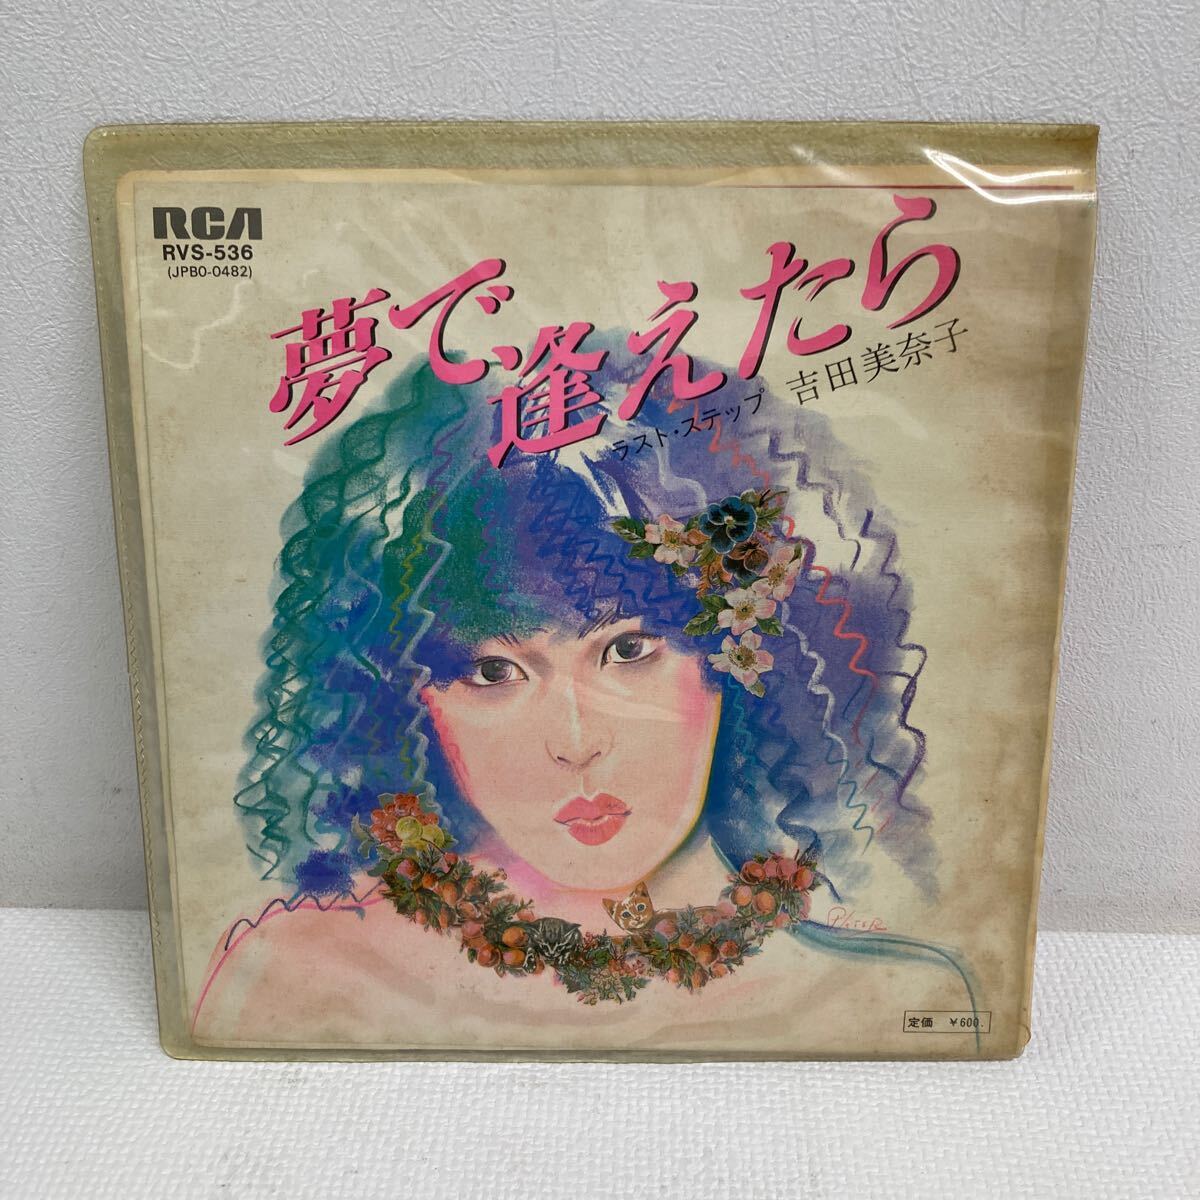 RCA
RVS-536
(JPBO-0482)
夢で逢えたら
ラスト・ステップ 吉田美奈子
定価 ¥600.